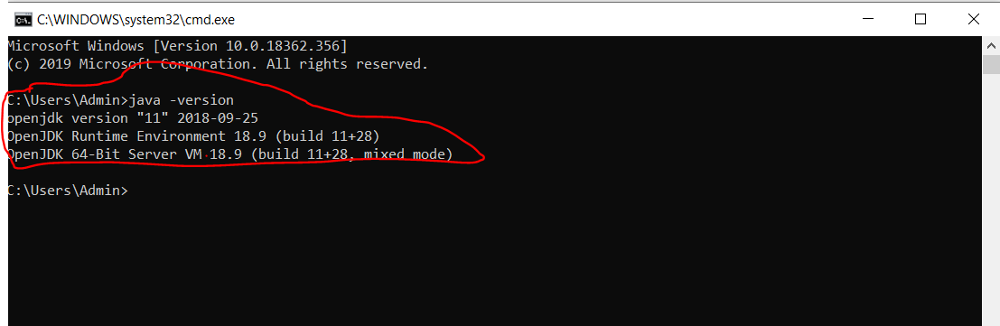 C:\WINDOWS\system32\cmd.exe
Microsoft Windows [Version 10.0.18362.356]
(c) 2019 Microsoft Corporation. All rights reserved.
C:\Users\Admin>java -version
openjdk version "11" 2018-09-25
OpenJDK Runtime Environment 18.9 (build 11+28)
OpenJDK 64-Bit Server VM 18.9 (build 11+28, mixed mode)
C:\Users\Admin>